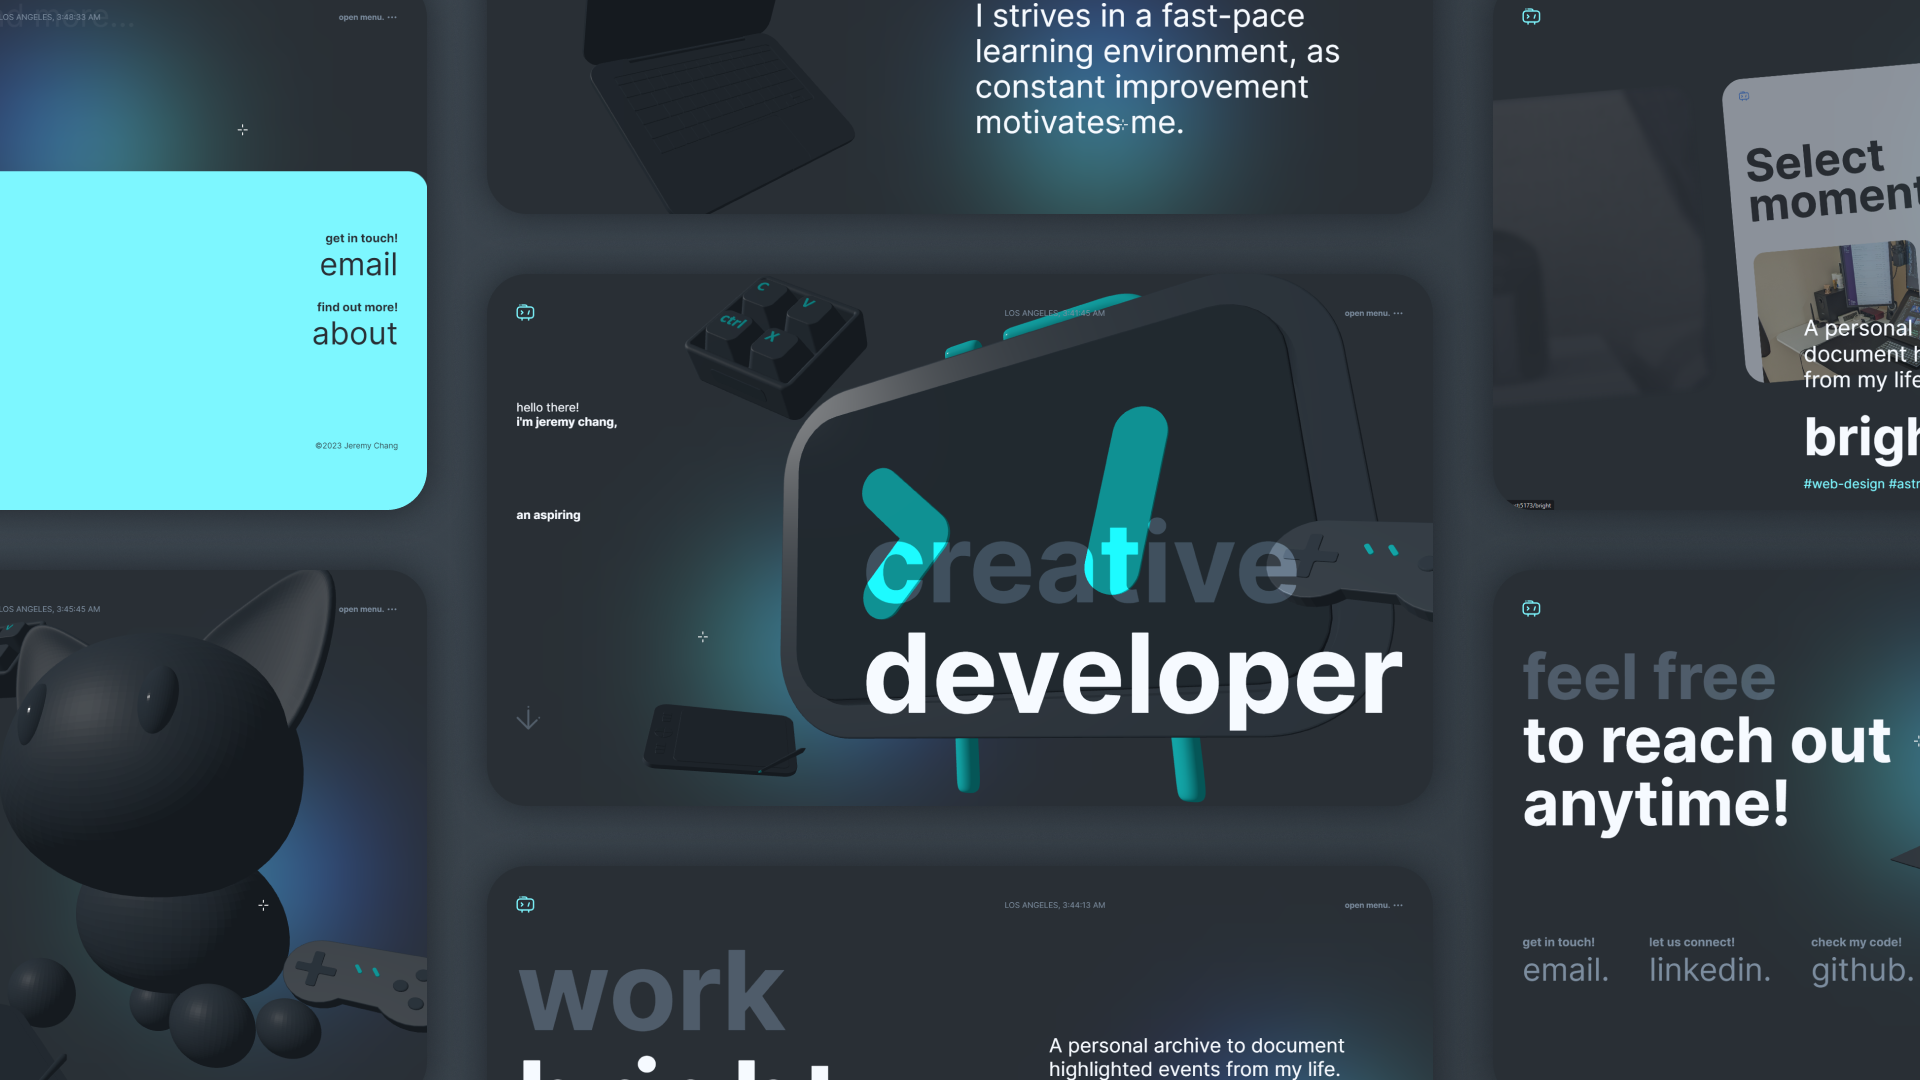 LOS ANGELES, 3:48:33 AM
open menu.
get in touch!
email
find out more!
about
©2023 Jeremy Chang
LOS ANGELES, 3:45:45 AM
open menu.
I strives in a fast-pace
learning environment, as
constant improvement
motivates me.
LOS ANGELES, 3:41:45 AM
open menu.
C
V
ctrl
X
hello there!
i'm jeremy chang,
an aspiring
creative
developer
LOS ANGELES, 3:44:13 AM
open menu.
work
A personal archive to document
highlighted events from my life.
Select
moment
A personal
document
from my life
#web-design
feel free
to reach out
anytime!
get in touch!
email.
let us connect!
linkedin.
check my code!
github.